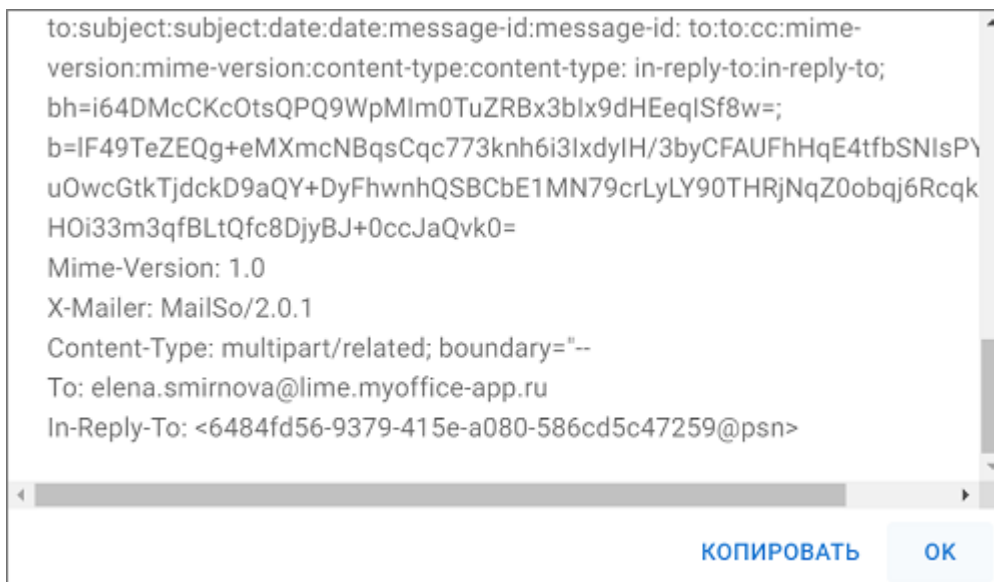 to:subject:subject:date:date:message-id:message-id: to:to:cc:mime-
version:mime-version:content-type:content-type: in-reply-to:in-reply-to;
bh=i64DMcCKcOtsQPQ9WpMIm0TuZRBx3bIx9dHEeqISf8w=;
b=lF49TeZEQg+eMXmcNBqsCqc773knh6i3IxdyIH/3byCFAUFhHqE4tfbSNIsPY
uOwcGtkTjdckD9aQY+DyFhwnhQSBCbE1MN79crLyLY90THRjNqZ0obqj6Rcqk
HOi33m3qfBLtQfc8DjyBJ+0ccJaQvk0=
Mime-Version: 1.0
X-Mailer: MailSo/2.0.1
Content-Type: multipart/related; boundary="--
To: elena.smirnova@lime.myoffice-app.ru
In-Reply-To: <6484fd56-9379-415e-a080-586cd5c47259@psn>
КОПИРОВАТЬ OK